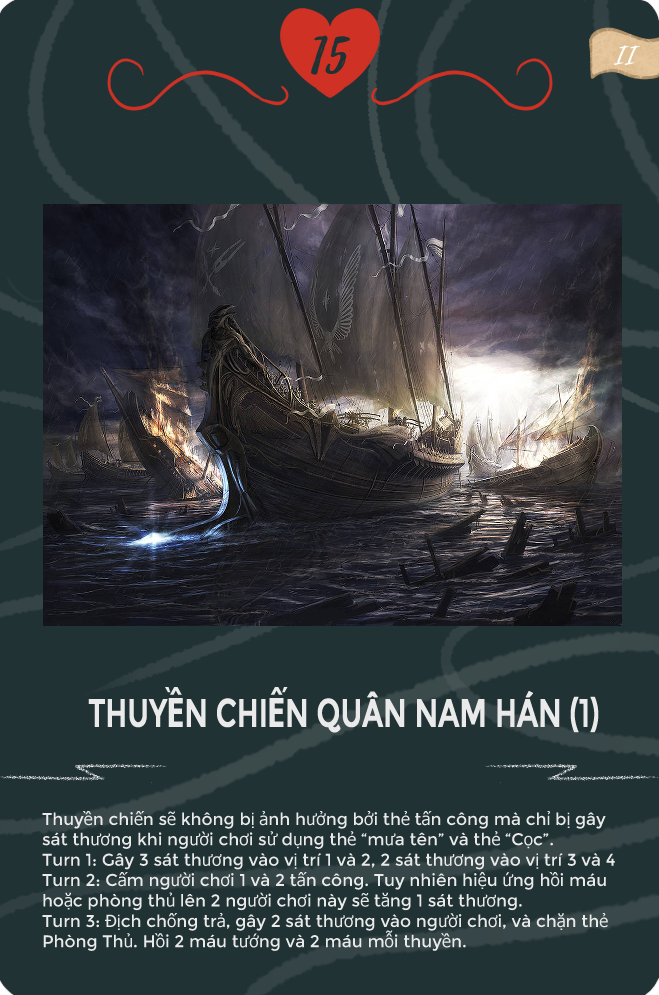 15
II
THUYỀN CHIẾN QUÂN NAM HÁN (1)
Thuyền chiến sẽ không bị ảnh hưởng bởi thẻ tấn công mà chỉ bị gây
sát thương khi người chơi sử dụng thẻ “mưa tên” và thẻ “Cọc”.
Turn 1: Gây 3 sát thương vào vị trí 1 và 2, 2 sát thương vào vị trí 3 và 4
Turn 2: Cấm người chơi 1 và 2 tấn công. Tuy nhiên hiệu ứng hồi máu
hoặc phòng thủ lên 2 người chơi này sẽ tăng 1 sát thương.
Turn 3: Địch chống trả, gây 2 sát thương vào người chơi, và chặn thẻ
Phòng Thủ. Hồi 2 máu tướng và 2 máu mỗi thuyền.